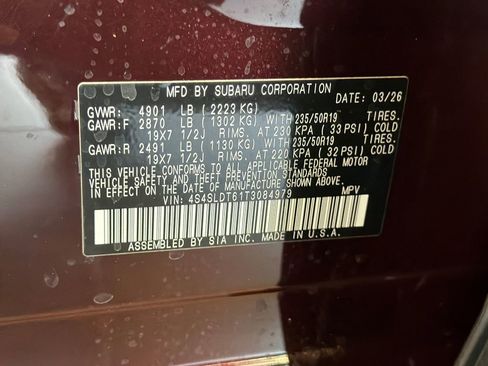 MFD BY SUBARU CORPORATION
DATE: 03/26
GVWR: 4901 LB (2223 KG)
GAWR:F 2870 LB (1302 KG) WITH 235/50R19 TIRES.
19X7 1/2J RIMS. AT 230 KPA (33 PSI) COLD
GAWR:R 2491 LB (1130 KG) WITH 235/50R19 TIRES.
19X7 1/2J RIMS. AT 220 KPA (32 PSI) COLD
THIS VEHICLE CONFORMS TO ALL APPLICABLE FEDERAL MOTOR
VEHICLE SAFETY AND THEFT PREVENTION STANDARDS
IN EFFECT ON THE DATE OF MANUFACTURE SHOWN ABOVE.
VIN: 4S4SLDT61T3084979 MPV
ASSEMBLED BY SIA INC. MADE IN U.S.A.